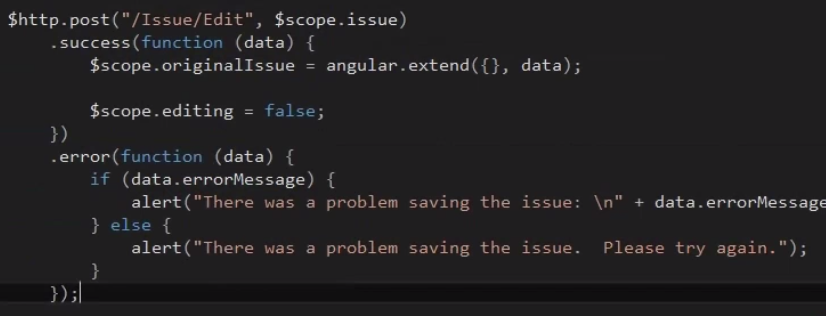 $http.post("/Issue/Edit", $scope.issue)
    .success(function (data) {
        $scope.originalIssue = angular.extend({}, data);

        $scope.editing = false;
    })
    .error(function (data) {
        if (data.errorMessage) {
            alert("There was a problem saving the issue: \n" + data.errorMessage
        } else {
            alert("There was a problem saving the issue.  Please try again.");
        }
    });